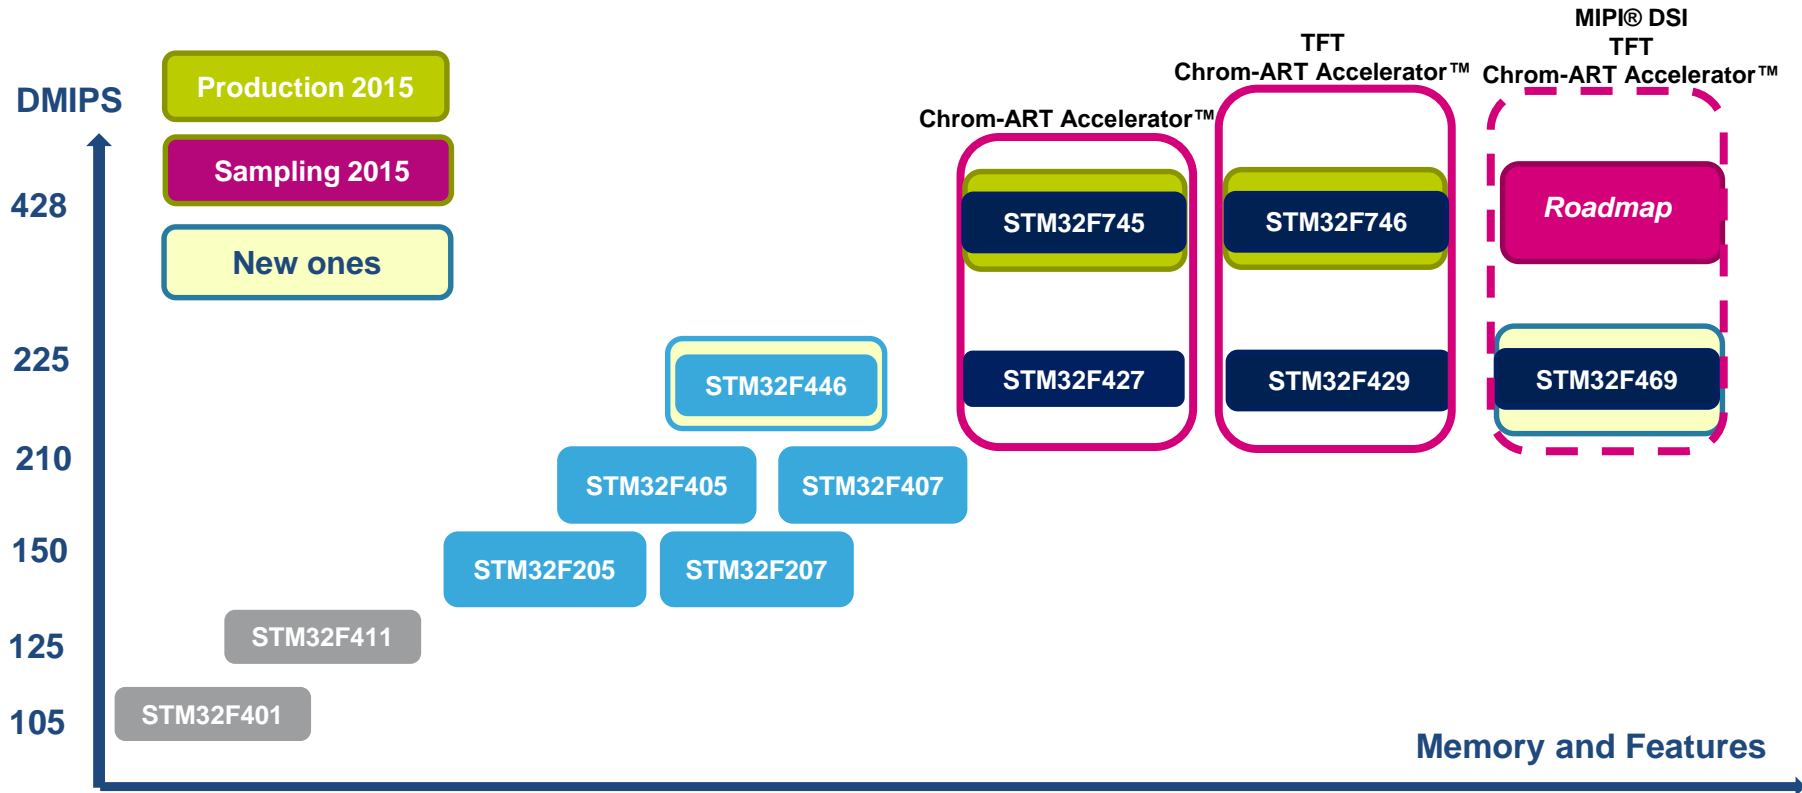 MIPI® DSI
TFT
Chrom-ART Accelerator™
TFT
Chrom-ART Accelerator™
Chrom-ART Accelerator™
DMIPS
Production 2015
Sampling 2015
New ones
428
STM32F745
STM32F746
Roadmap
225
STM32F446
STM32F427
STM32F429
STM32F469
210
STM32F405
STM32F407
150
STM32F205
STM32F207
125
STM32F411
105
STM32F401
Memory and Features